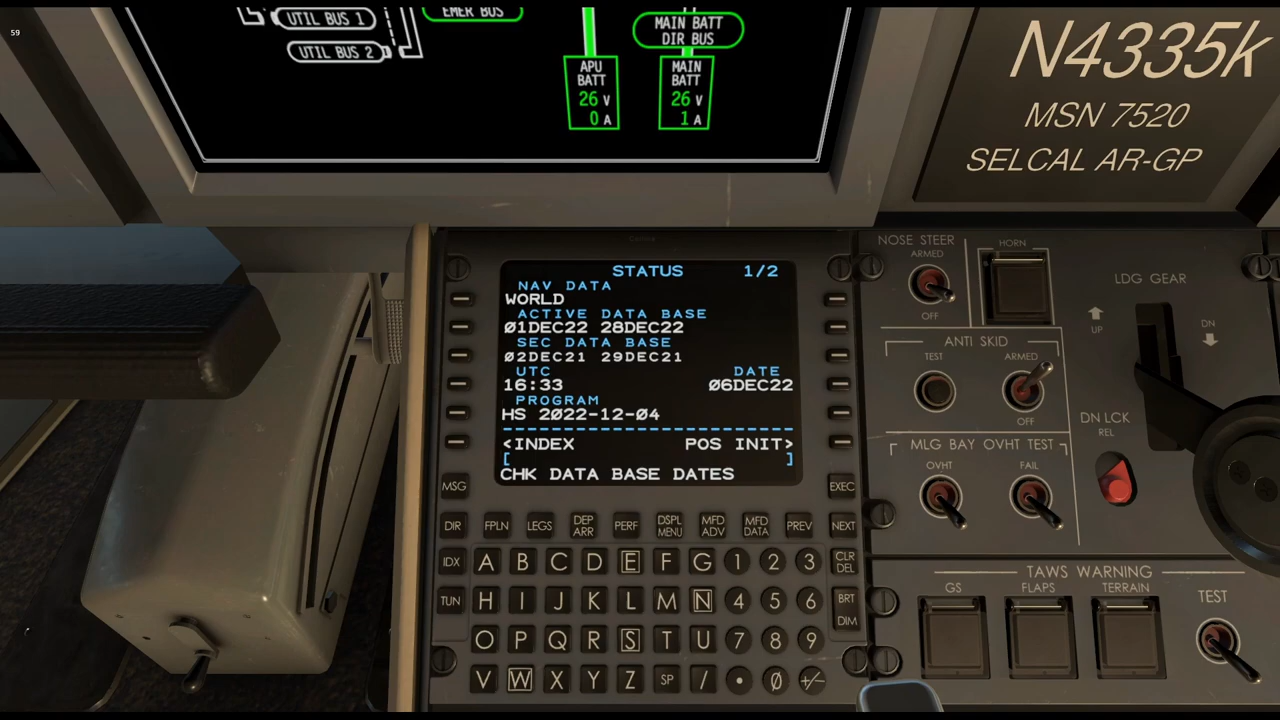 59
UTIL BUS 1
EMER BUS
UTIL BUS 2
MAIN BATT
DIR BUS
APU
BATT
26 V
0 A
MAIN
BATT
26 V
1 A
N4335k
MSN 7520
SELCAL AR-GP
STATUS 1/2
NAV DATA
WORLD
ACTIVE DATA BASE
01DEC22 28DEC22
SEC DATA BASE
02DEC21 29DEC21
UTC DATE
16:33 06DEC22
PROGRAM
HS 2022-12-04
--------------------------------
<INDEX POS INIT>
[ ]
CHK DATA BASE DATES
MSG EXEC
DIR FPLN LEGS DEP ARR PERF DSPL MENU MFD ADV MFD DATA PREV NEXT
IDX A B C D E F G 1 2 3 CLR DEL
TUN H I J K L M N 4 5 6 BRT DIM
O P Q R S T U 7 8 9
V W X Y Z SP / • 0 +/−
NOSE STEER
ARMED
OFF
HORN
LDG GEAR
UP
DN
ANTI SKID
TEST ARMED
OFF
DN LCK
REL
MLG BAY OVHT TEST
OVHT FAIL
TAWS WARNING
GS FLAPS TERRAIN
TEST